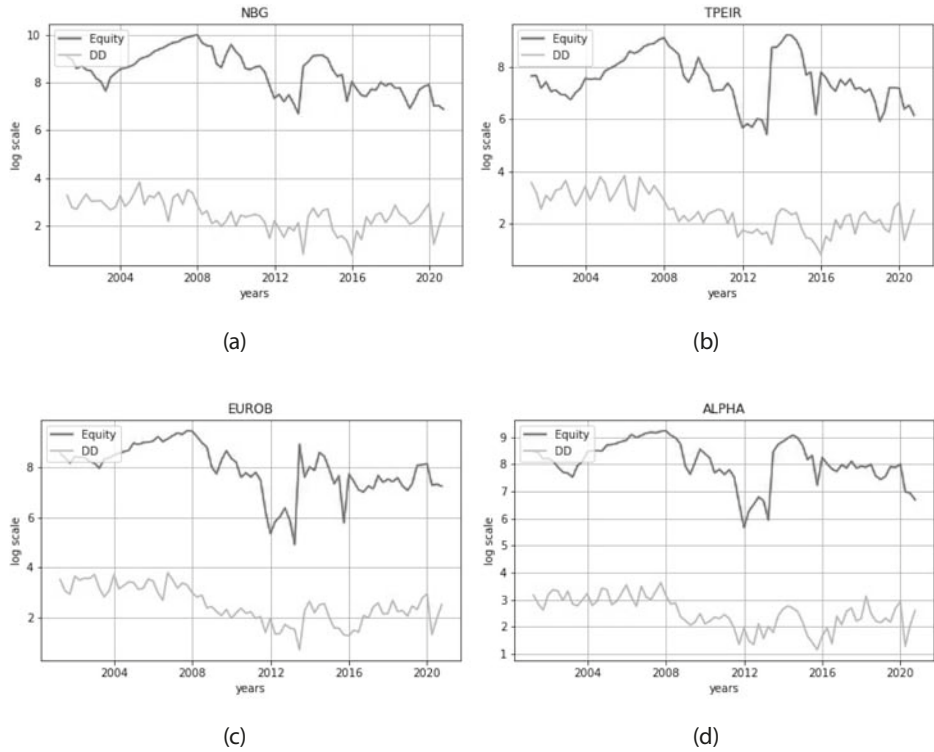 NBG
10
8
6
4
2
log scale
Equity
DD
2004
2008
2012
2016
2020
years
(a)
TPEIR
8
6
4
2
log scale
Equity
DD
2004
2008
2012
2016
2020
years
(b)
EUROB
8
6
4
2
log scale
Equity
DD
2004
2008
2012
2016
2020
years
(c)
ALPHA
9
8
7
6
5
4
3
2
1
log scale
Equity
DD
2004
2008
2012
2016
2020
years
(d)